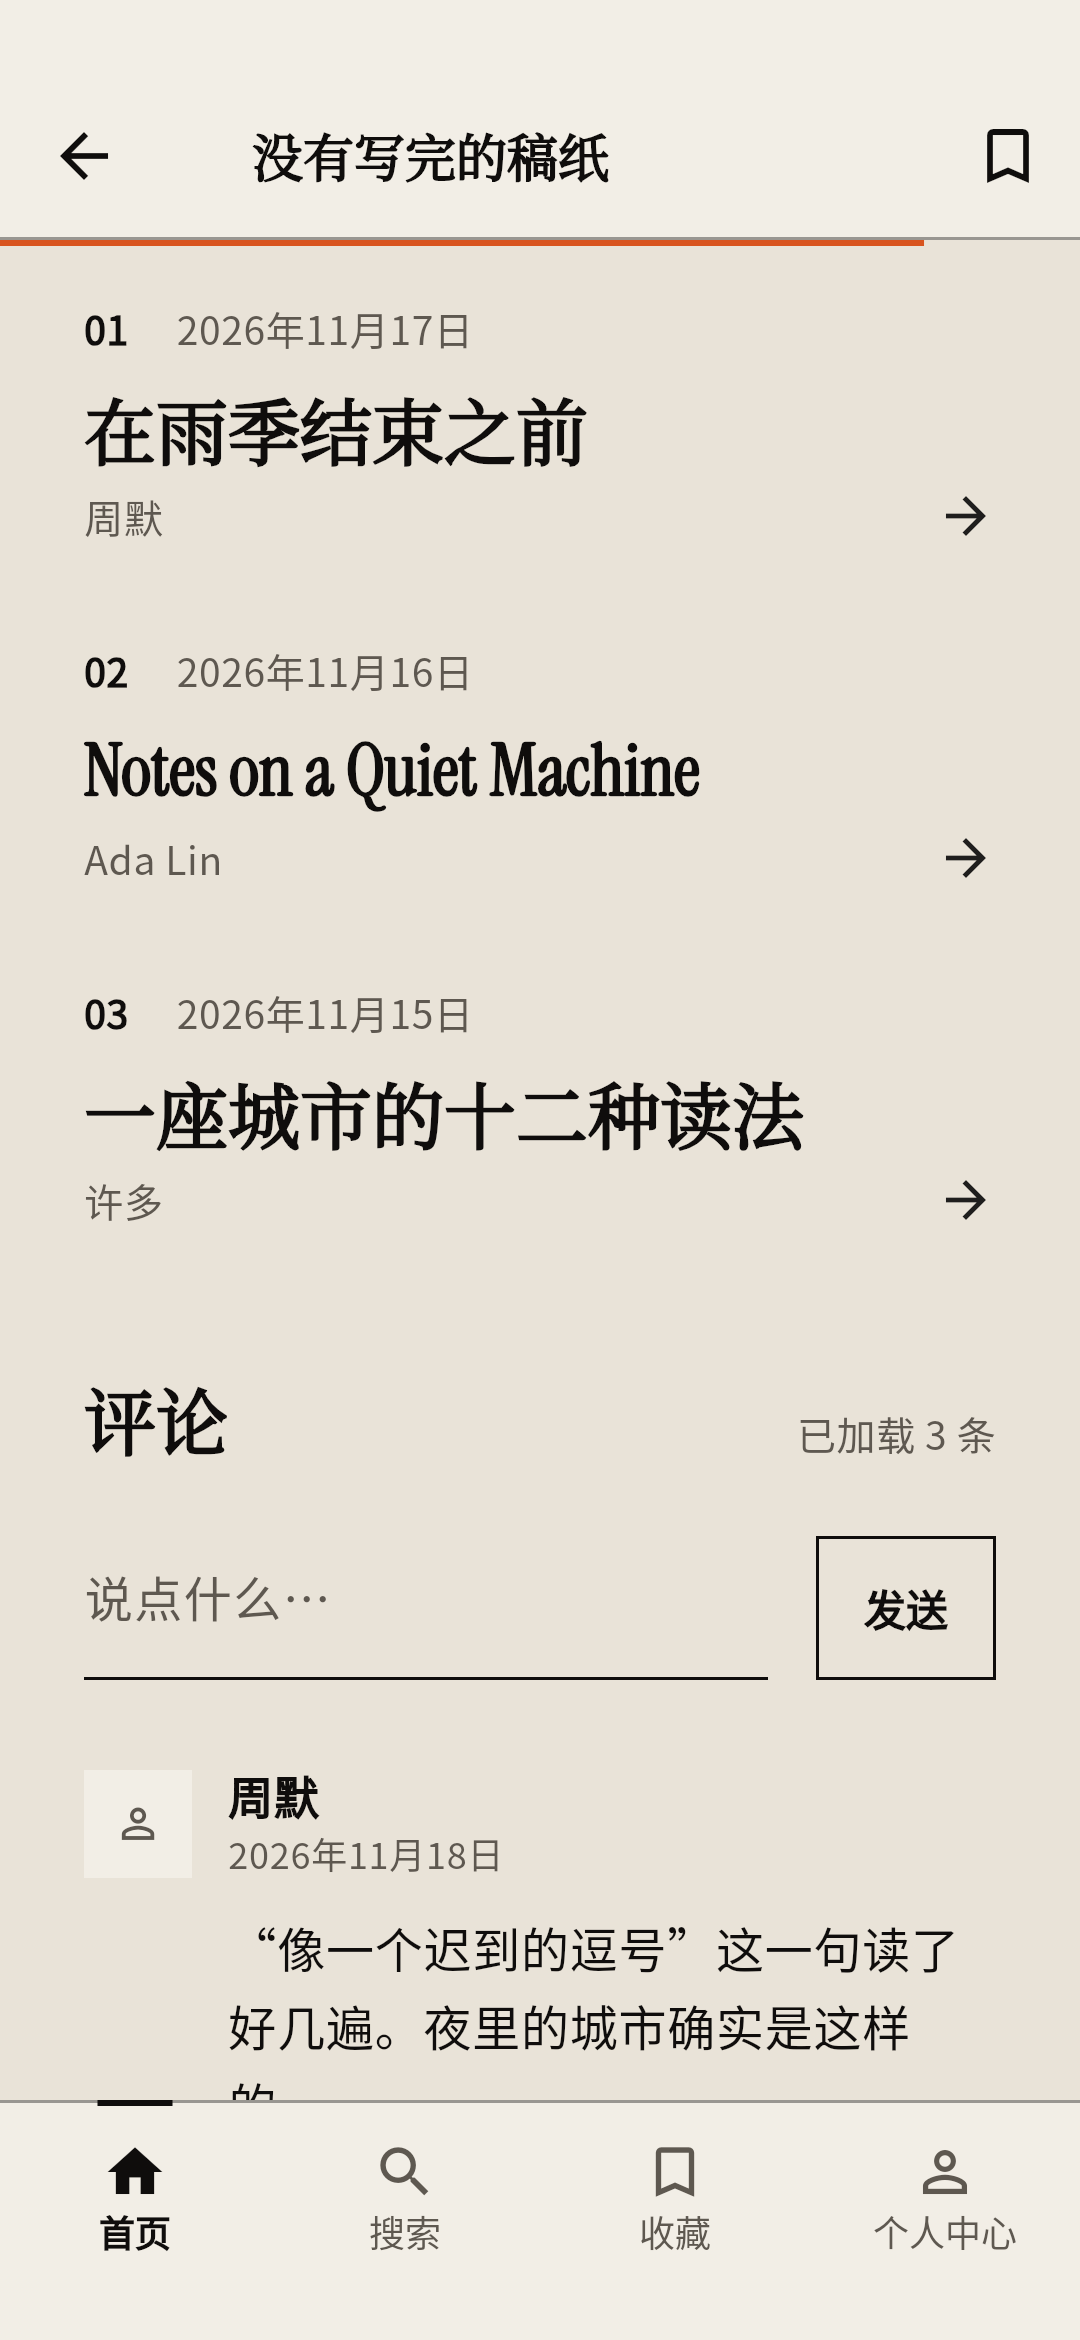 没有写完的稿纸
01 2026年11月17日
在雨季结束之前
周默
02 2026年11月16日
Notes on a Quiet Machine
Ada Lin
03 2026年11月15日
一座城市的十二种读法
许多
评论
已加载 3 条
说点什么…
发送
周默
2026年11月18日
“像一个迟到的逗号”这一句读了
好几遍。夜里的城市确实是这样
首页
搜索
收藏
个人中心